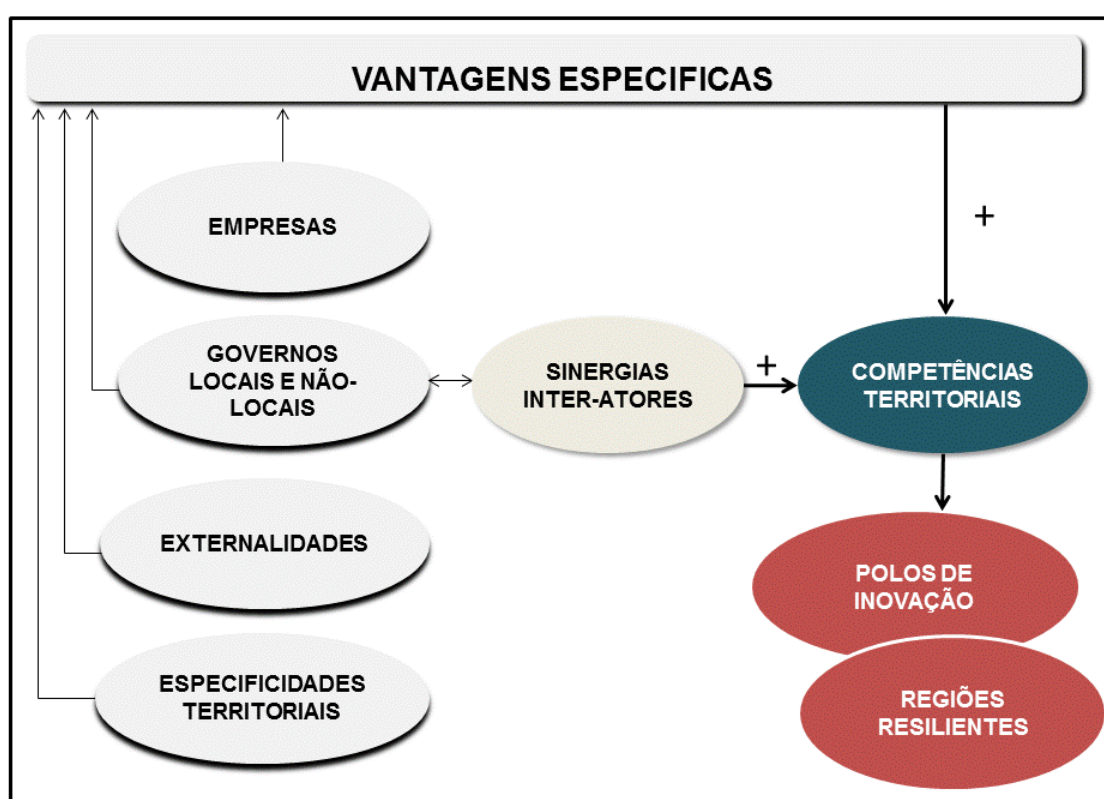 VANTAGENS ESPECIFICAS
EMPRESAS
+
GOVERNOS
LOCAIS E NÃO-
LOCAIS
SINERGIAS
INTER-ATORES
+
COMPETÊNCIAS
TERRITORIAIS
EXTERNALIDADES
POLOS DE
INOVAÇÃO
ESPECIFICIDADES
TERRITORIAIS
REGIÕES
RESILIENTES